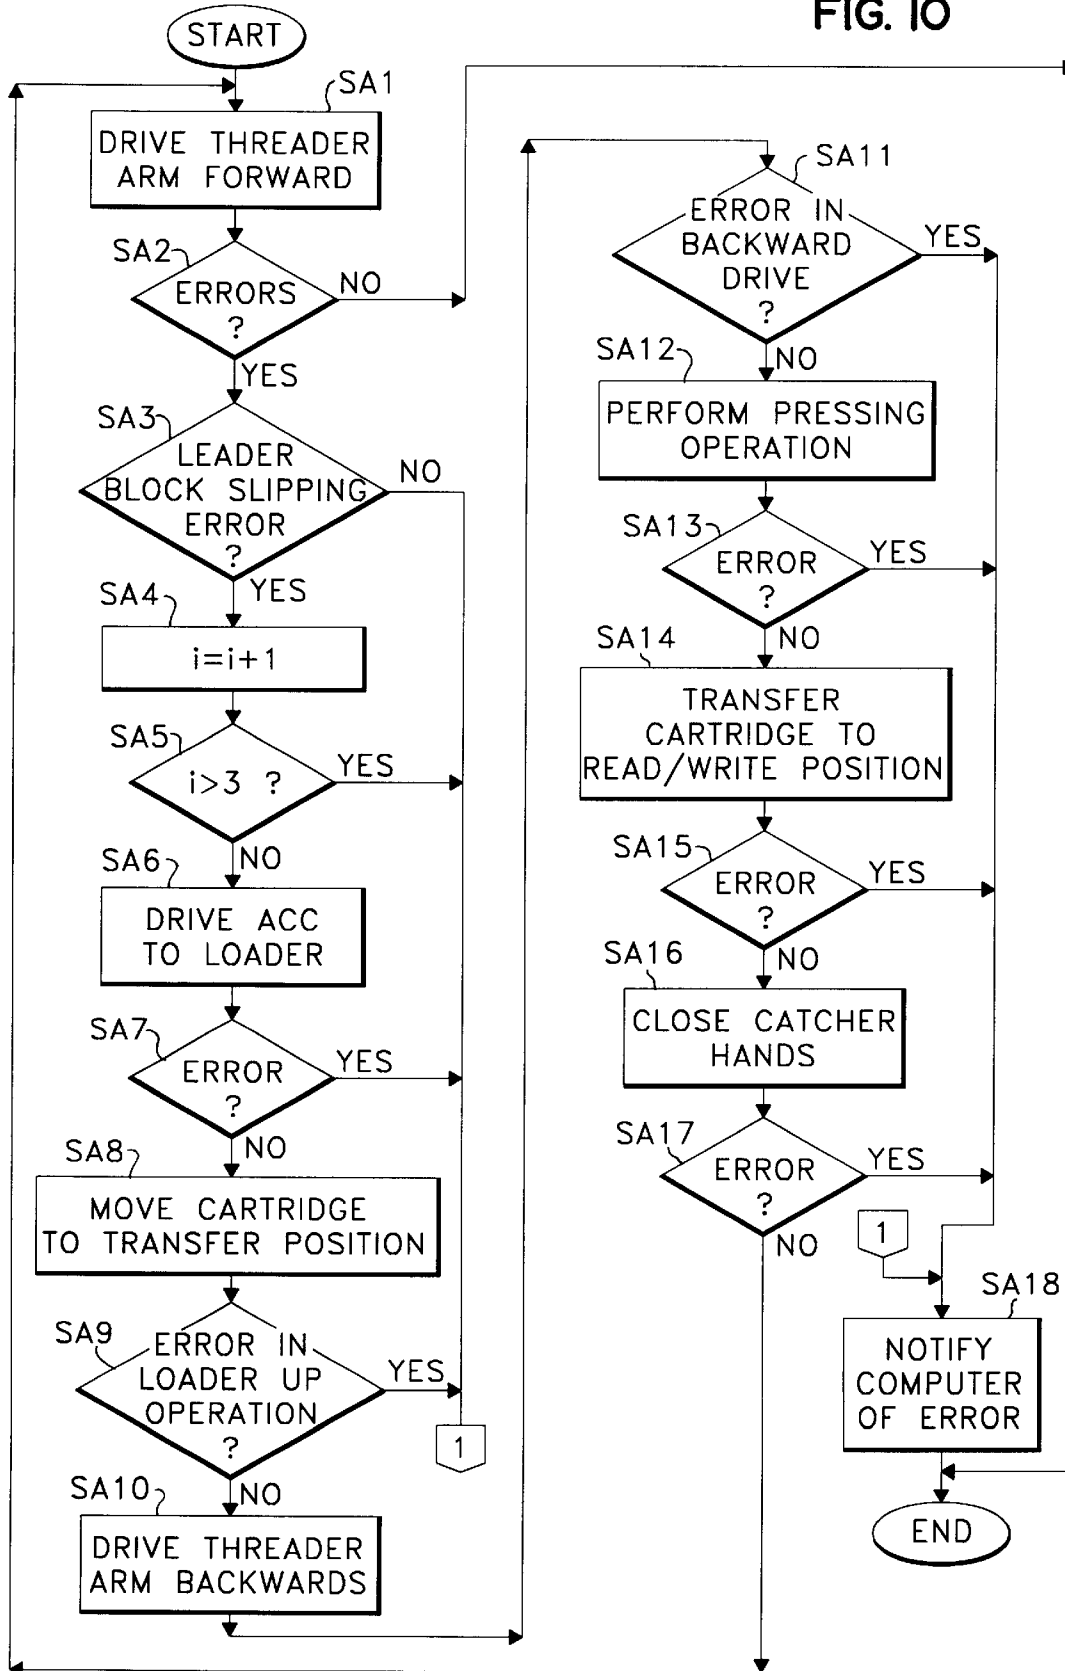 FIG. 10
START
SA1
DRIVE THREADER
ARM FORWARD
SA2
ERRORS
?
NO
YES
SA3
LEADER
BLOCK SLIPPING
ERROR
?
NO
YES
SA4
i=i+1
SA5
i>3 ?
YES
NO
SA6
DRIVE ACC
TO LOADER
SA7
ERROR
?
YES
NO
SA8
MOVE CARTRIDGE
TO TRANSFER POSITION
SA9
ERROR IN
LOADER UP
OPERATION
?
YES
1
NO
SA10
DRIVE THREADER
ARM BACKWARDS
SA11
ERROR IN
BACKWARD
DRIVE
?
YES
NO
SA12
PERFORM PRESSING
OPERATION
SA13
ERROR
?
YES
NO
SA14
TRANSFER
CARTRIDGE TO
READ/WRITE POSITION
SA15
ERROR
?
YES
NO
SA16
CLOSE CATCHER
HANDS
SA17
ERROR
?
YES
NO
1
SA18
NOTIFY
COMPUTER
OF ERROR
END